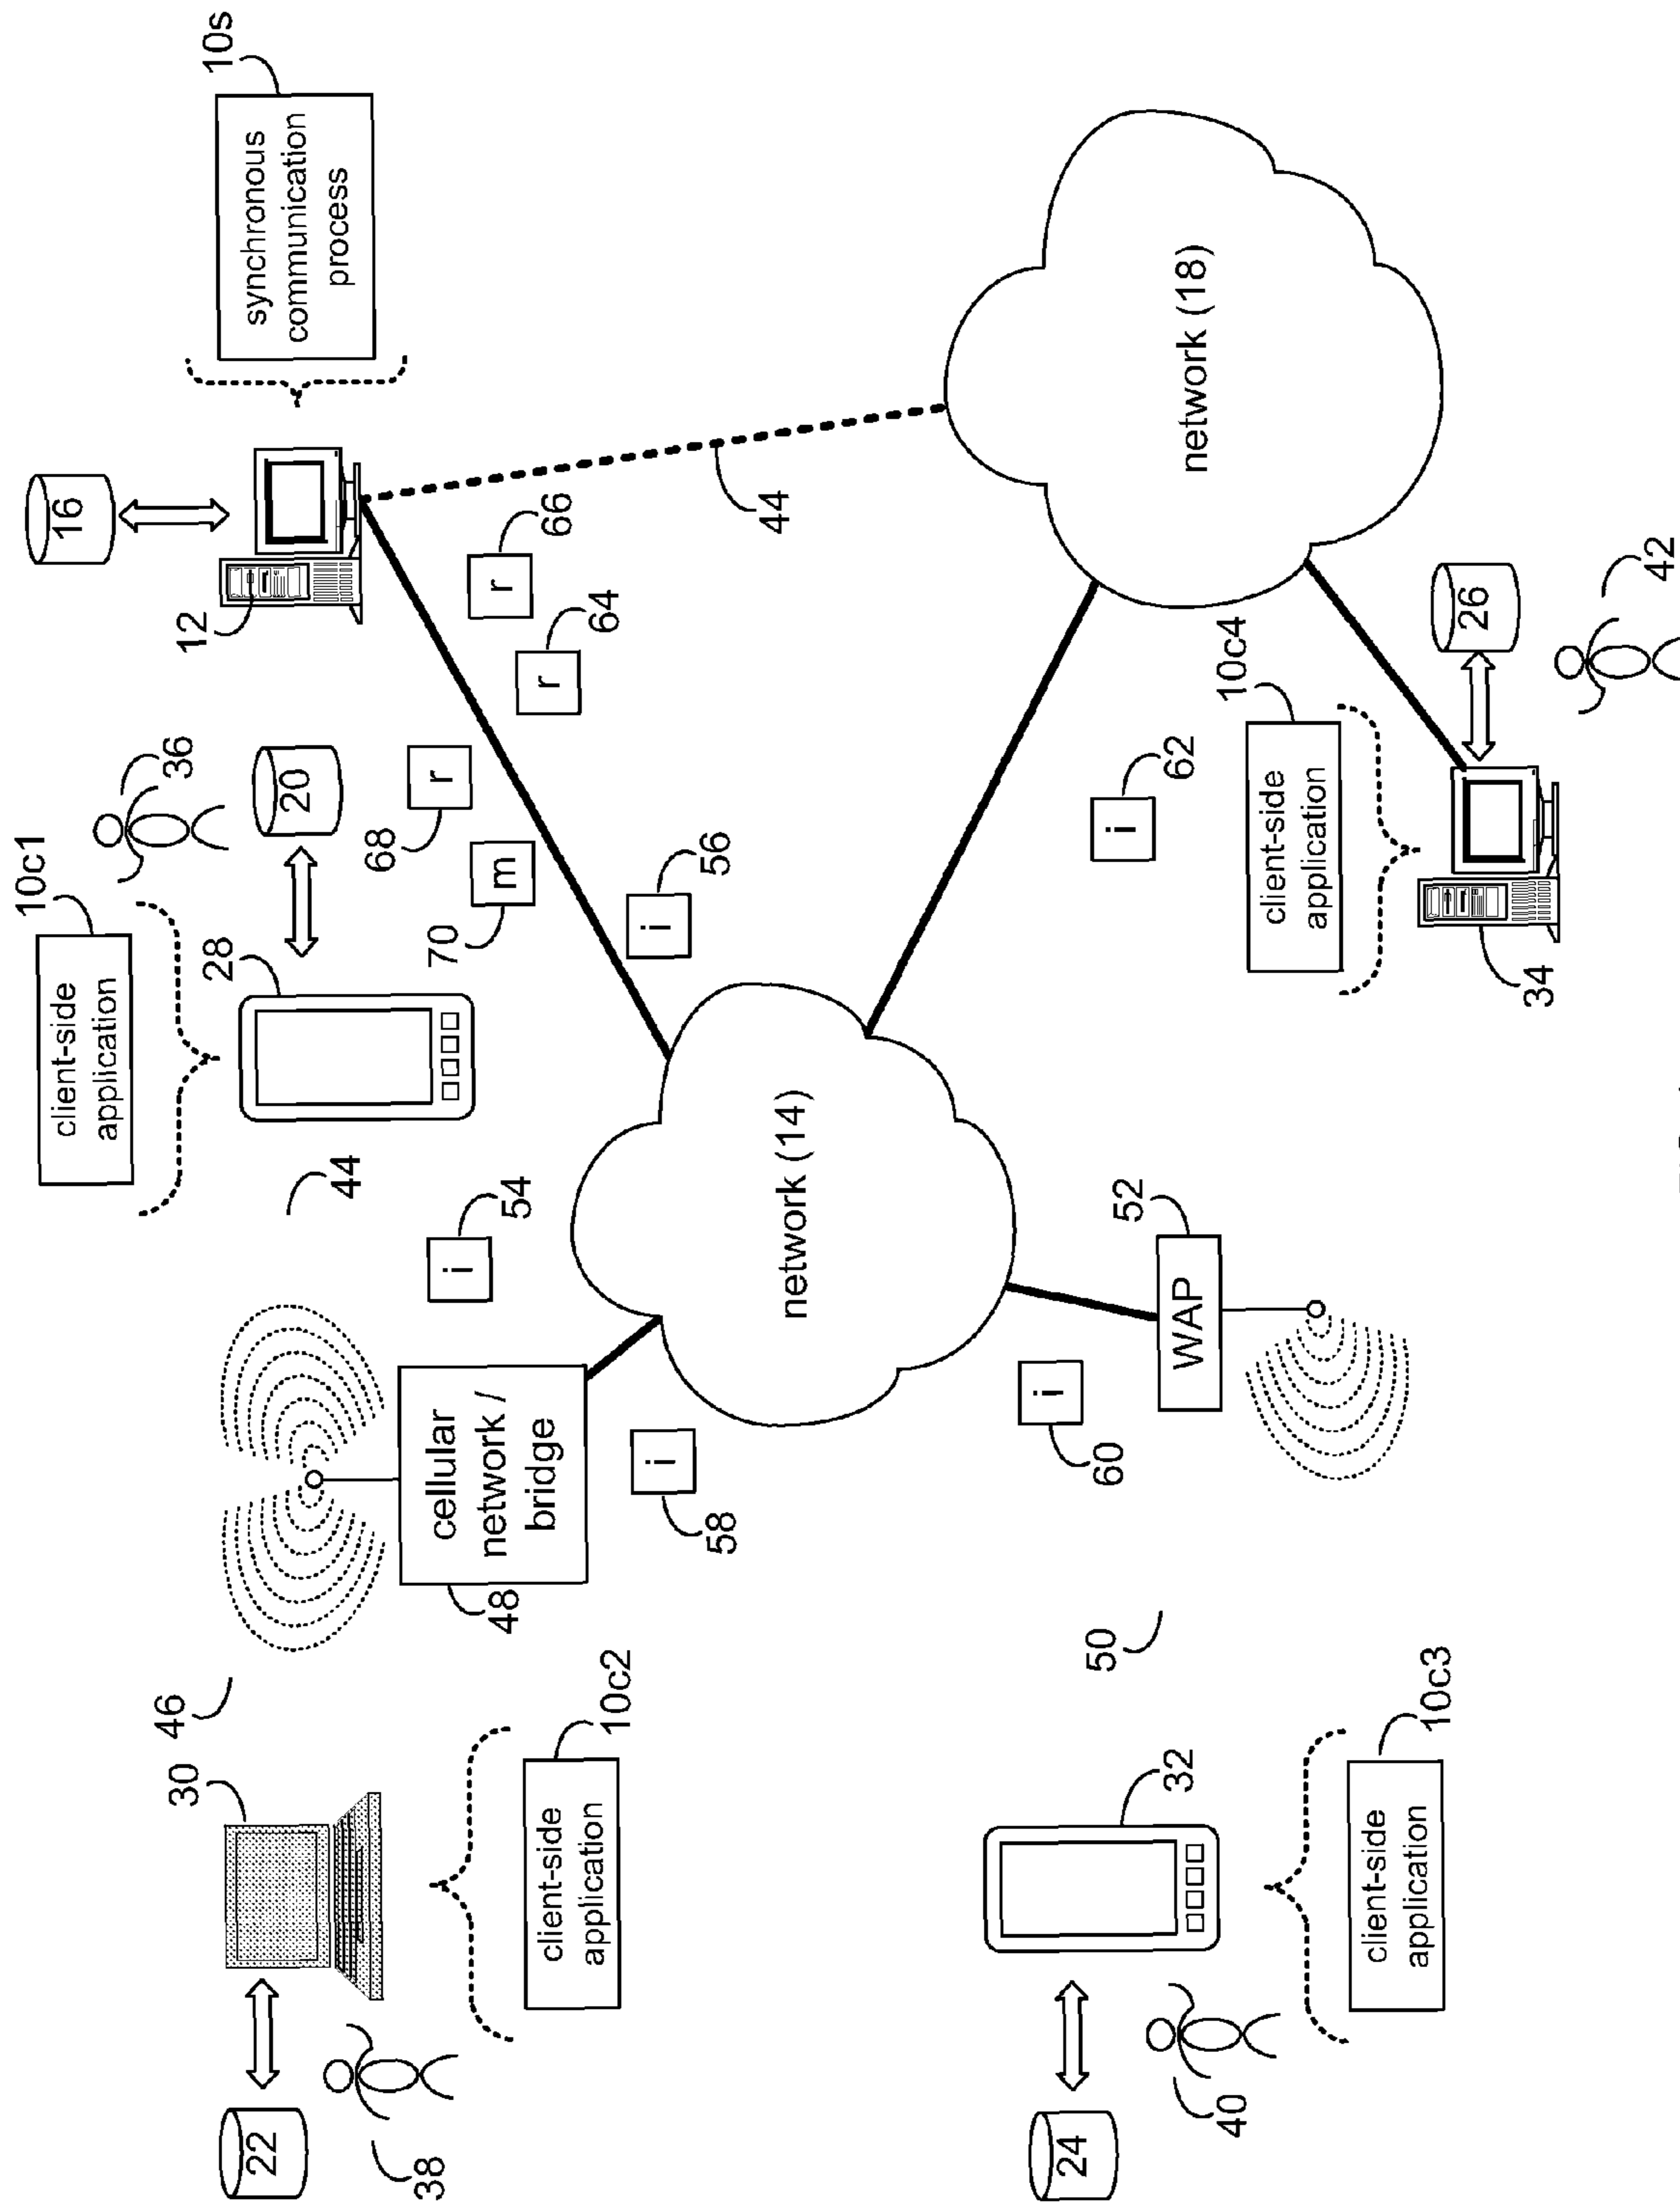 10c1
client-side
application
16
36
10s
synchronous
communication
process
12
46
30
28
22
20
44
68
r
38
cellular
network /
bridge
48
i
54
70
m
r
66
r
64
client-side
application
10c2
i
58
i
56
44
network (14)
network (18)
i
60
50
24
32
WAP
52
i
62
40
10c4
client-side
application
client-side
application
10c3
26
34
42